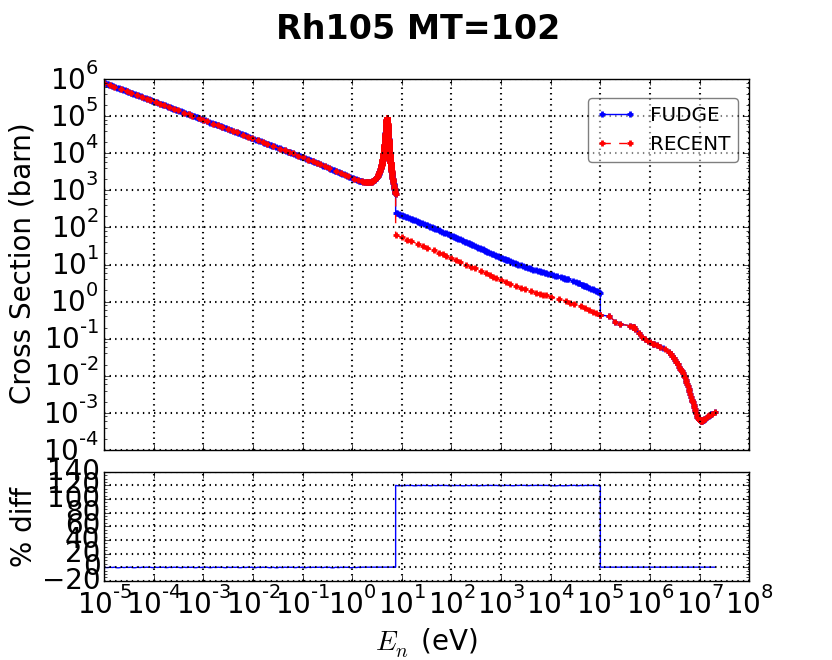 Rh105 MT=102
Cross Section (barn)
10^6
10^5
10^4
10^3
10^2
10^1
10^0
10^-1
10^-2
10^-3
10^-4
FUDGE
RECENT
% diff
140
120
100
80
60
40
20
0
−20
10^-5 10^-4 10^-3 10^-2 10^-1 10^0 10^1 10^2 10^3 10^4 10^5 10^6 10^7 10^8
E_n (eV)